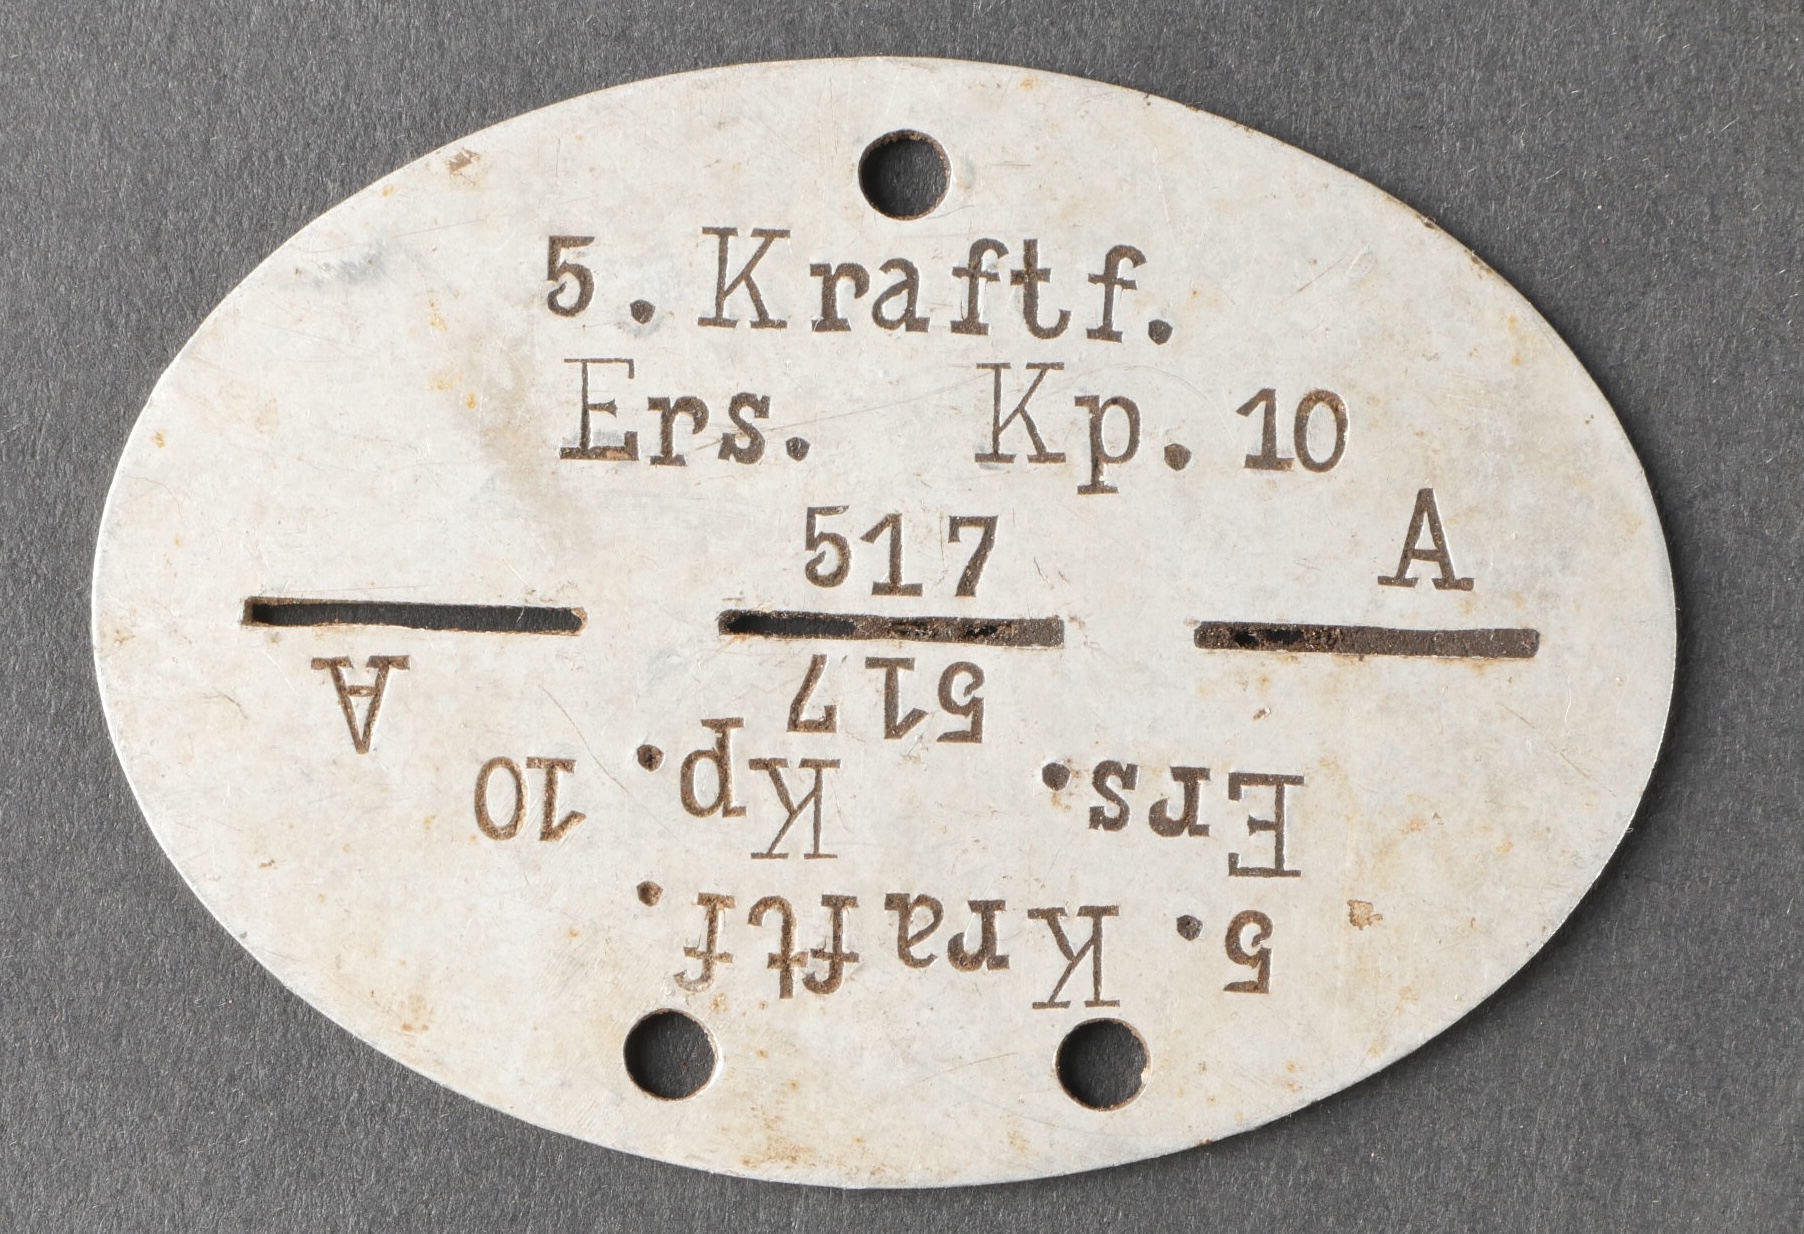 5. Kraftf.
Ers. Kp. 10
517
A
5. Kraftf.
Ers. Kp. 10
517
A